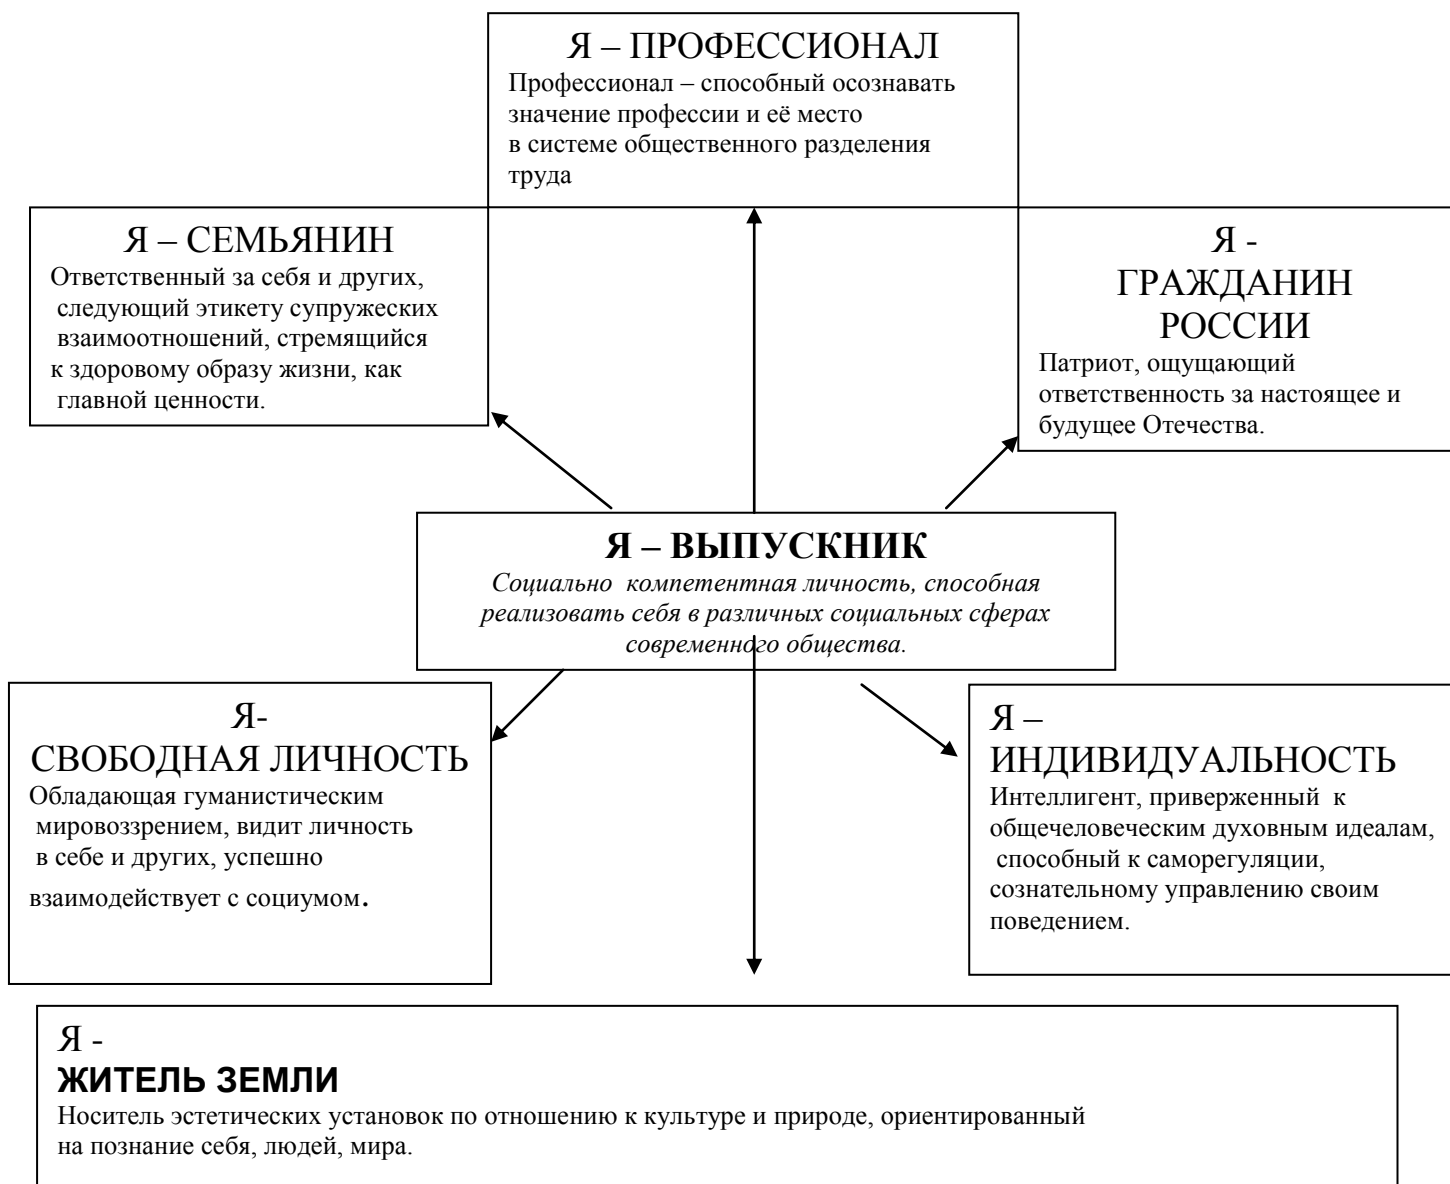 Я – ПРОФЕССИОНАЛ
Профессионал – способный осознавать
значение профессии и её место
в системе общественного разделения
труда
Я – СЕМЬЯНИН
Ответственный за себя и других,
следующий этикету супружеских
взаимоотношений, стремящийся
к здоровому образу жизни, как
главной ценности.
Я -
ГРАЖДАНИН
РОССИИ
Патриот, ощущающий
ответственность за настоящее и
будущее Отечества.
Я – ВЫПУСКНИК
Социально компетентная личность, способная
реализовать себя в различных социальных сферах
современного общества.
Я-
СВОБОДНАЯ ЛИЧНОСТЬ
Обладающая гуманистическим
мировоззрением, видит личность
в себе и других, успешно
взаимодействует с социумом.
Я –
ИНДИВИДУАЛЬНОСТЬ
Интеллигент, приверженный к
общечеловеческим духовным идеалам,
способный к саморегуляции,
сознательному управлению своим
поведением.
Я -
ЖИТЕЛЬ ЗЕМЛИ
Носитель эстетических установок по отношению к культуре и природе, ориентированный
на познание себя, людей, мира.